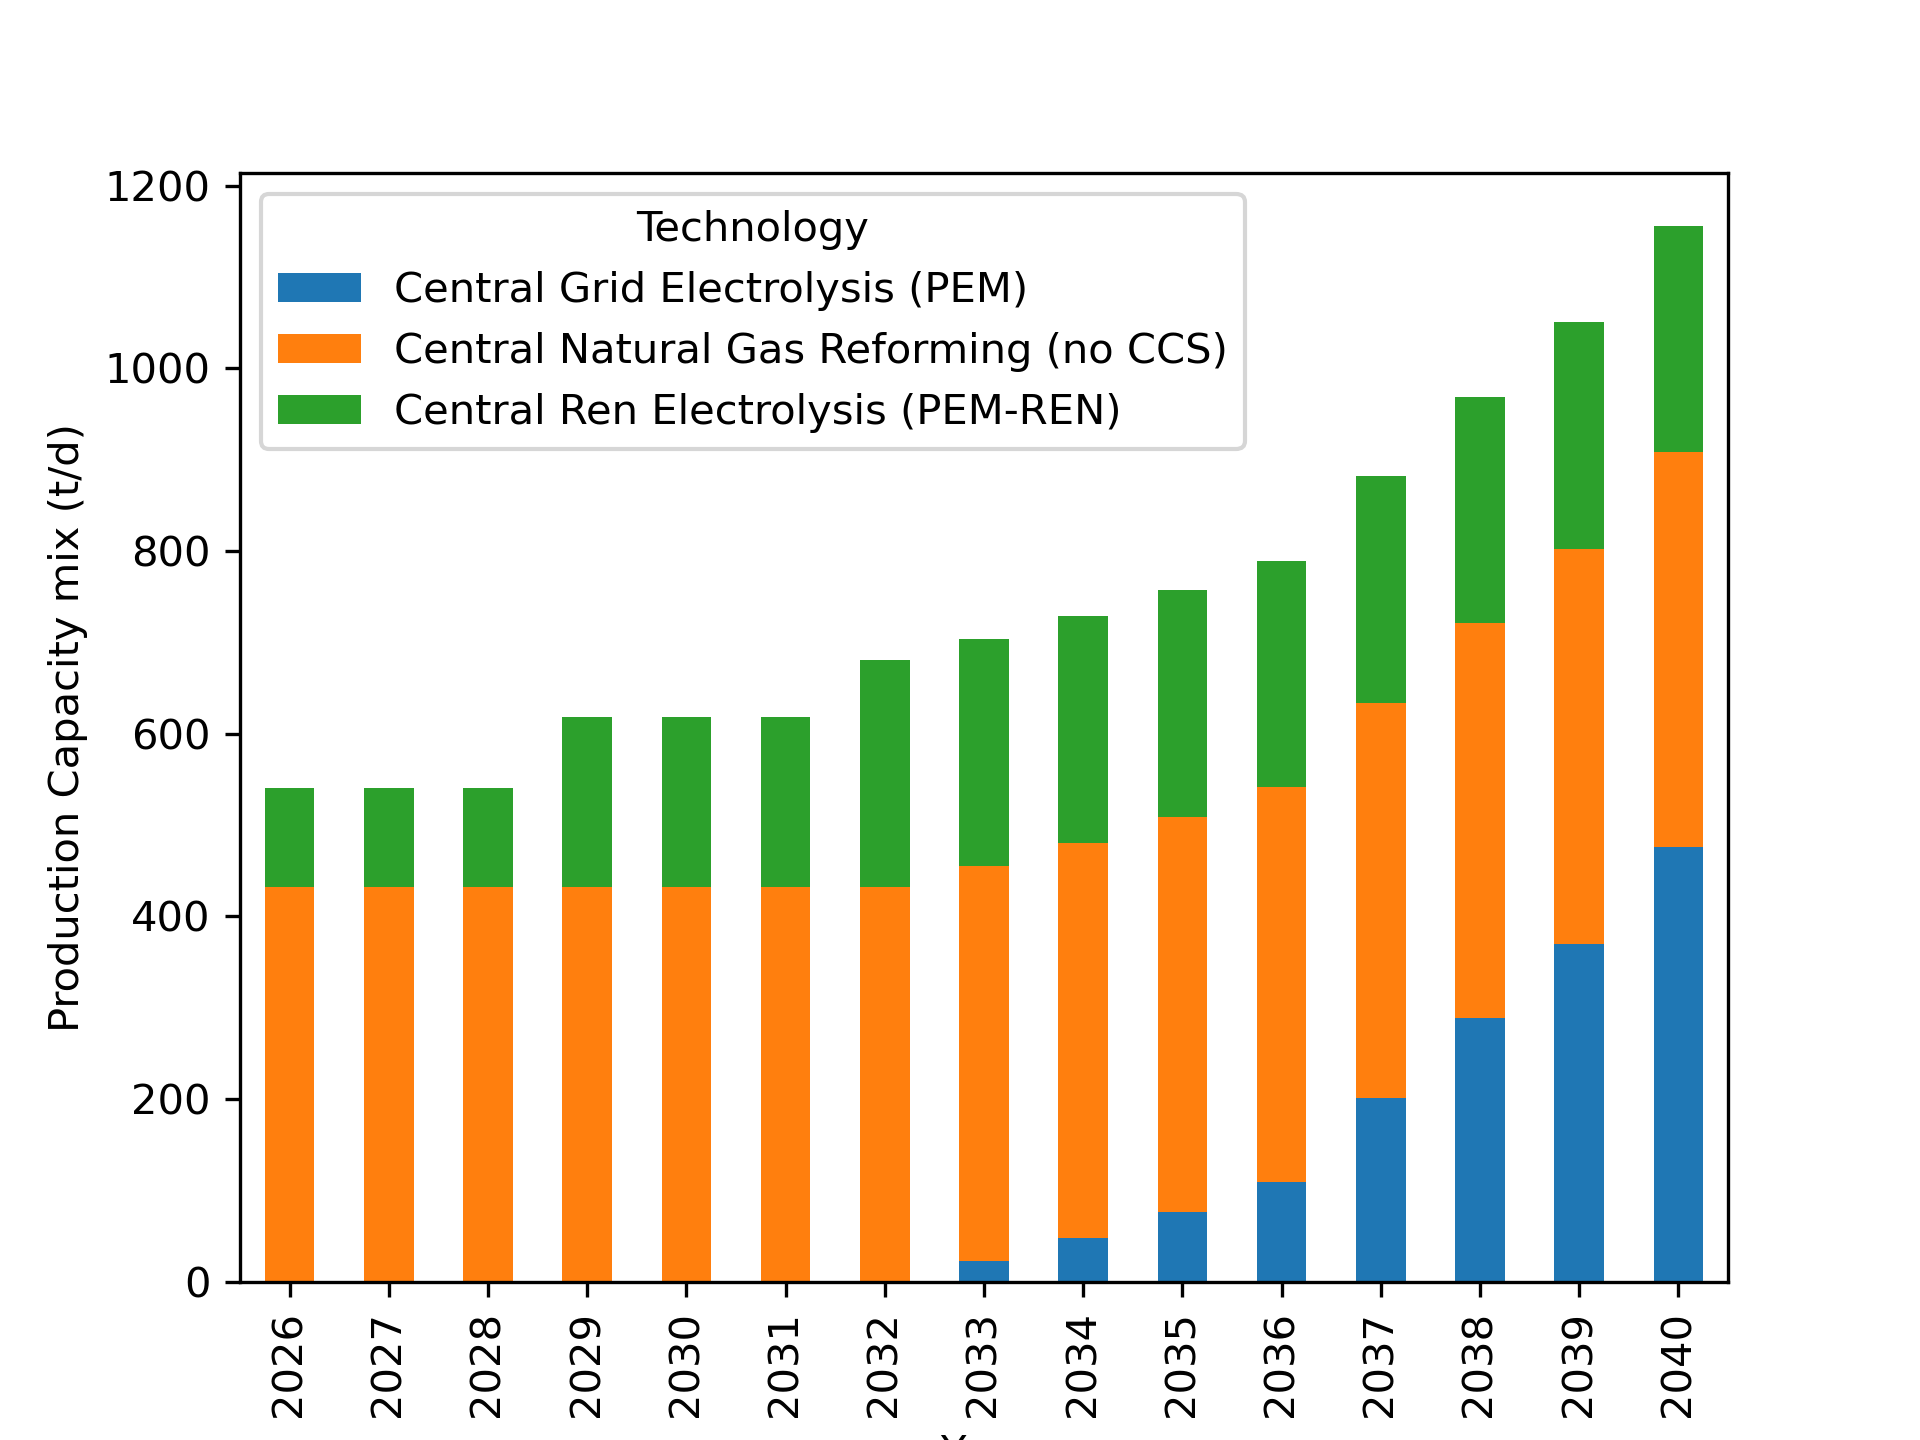 1200
1000
800
600
400
200
0
Production Capacity mix (t/d)
Technology
Central Grid Electrolysis (PEM)
Central Natural Gas Reforming (no CCS)
Central Ren Electrolysis (PEM-REN)
2026 2027 2028 2029 2030 2031 2032 2033 2034 2035 2036 2037 2038 2039 2040